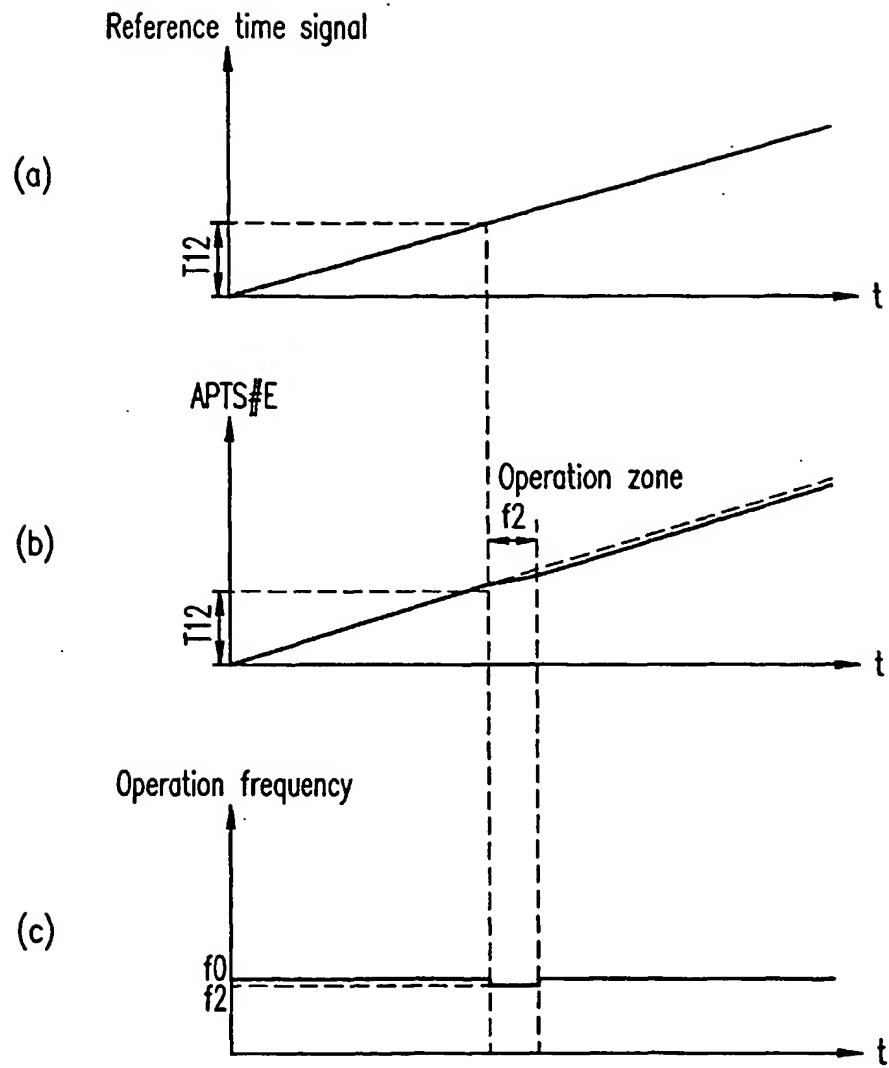 Reference time signal
(a)
T12
t
APTS#E
Operation zone
f2
(b)
T12
t
Operation frequency
(c)
f0
f2
t